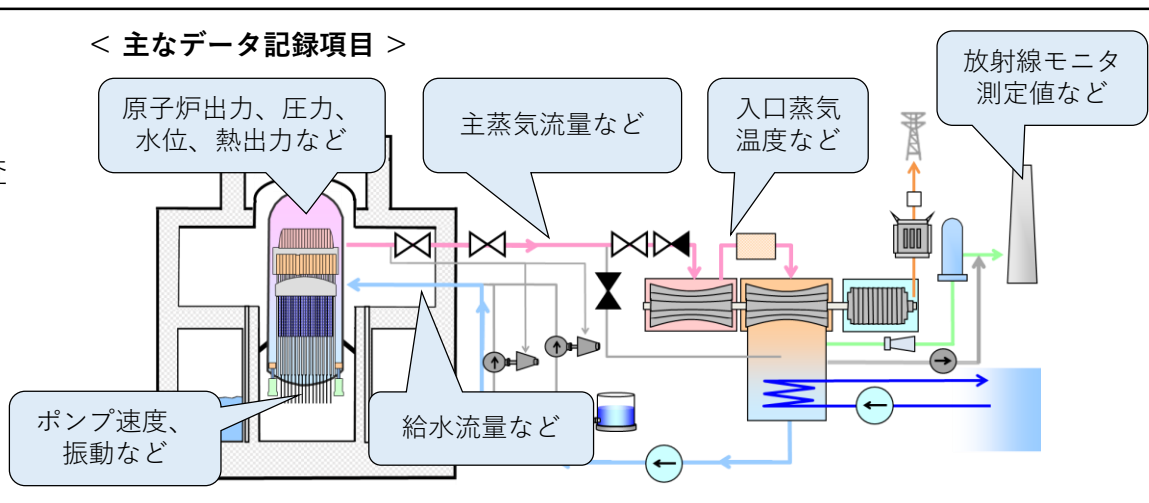 < 主なデータ記録項目 >
原子炉出力、圧力、
水位、熱出力など
主蒸気流量など
入口蒸気
温度など
放射線モニタ
測定値など
ポンプ速度、
振動など
給水流量など